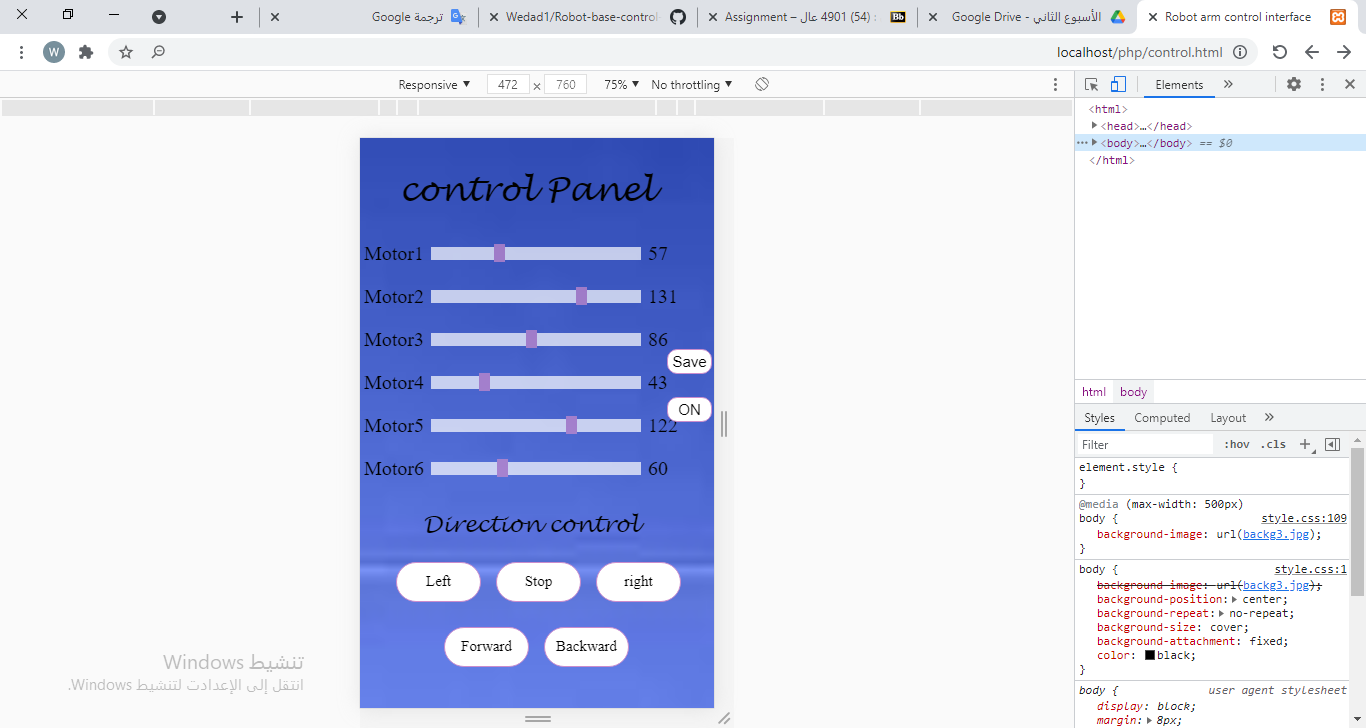 Google ترجمة
Wedad1/Robot-base-control-
Assignment – عال 4901 (54) :
الأسبوع الثاني - Google Drive
Robot arm control interface
W
localhost/php/control.html
Responsive ▼ 472 × 760 75% ▼ No throttling ▼
Elements »
<html>
▶<head>…</head>
…▶<body>…</body> == $0
</html>
control Panel
Motor1 57
Motor2 131
Motor3 86
Save
Motor4 43
ON
Motor5 122
Motor6 60
Direction control
Left Stop right
Forward Backward
html body
Styles Computed Layout »
Filter :hov .cls +
element.style {
}
@media (max-width: 500px)
body { style.css:109
background-image: url(backg3.jpg);
}
body { style.css:1
background-image: url(backg3.jpg);
background-position:▶ center;
background-repeat:▶ no-repeat;
background-size: cover;
background-attachment: fixed;
color: black;
}
body { user agent stylesheet
display: block;
margin:▶ 8px;
تنشيط Windows
انتقل إلى الإعدادت لتنشيط Windows.